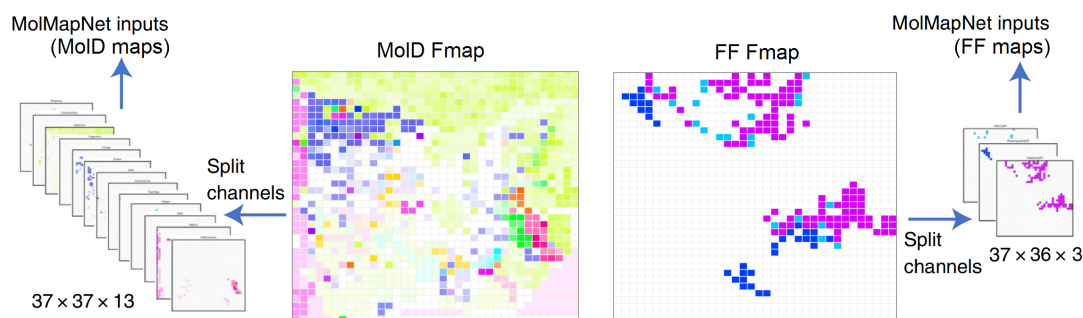 MolMapNet inputs
(MolD maps)
MolD Fmap
FF Fmap
MolMapNet inputs
(FF maps)
Split
channels
37 × 37 × 13
Split
channels
37 × 36 × 3